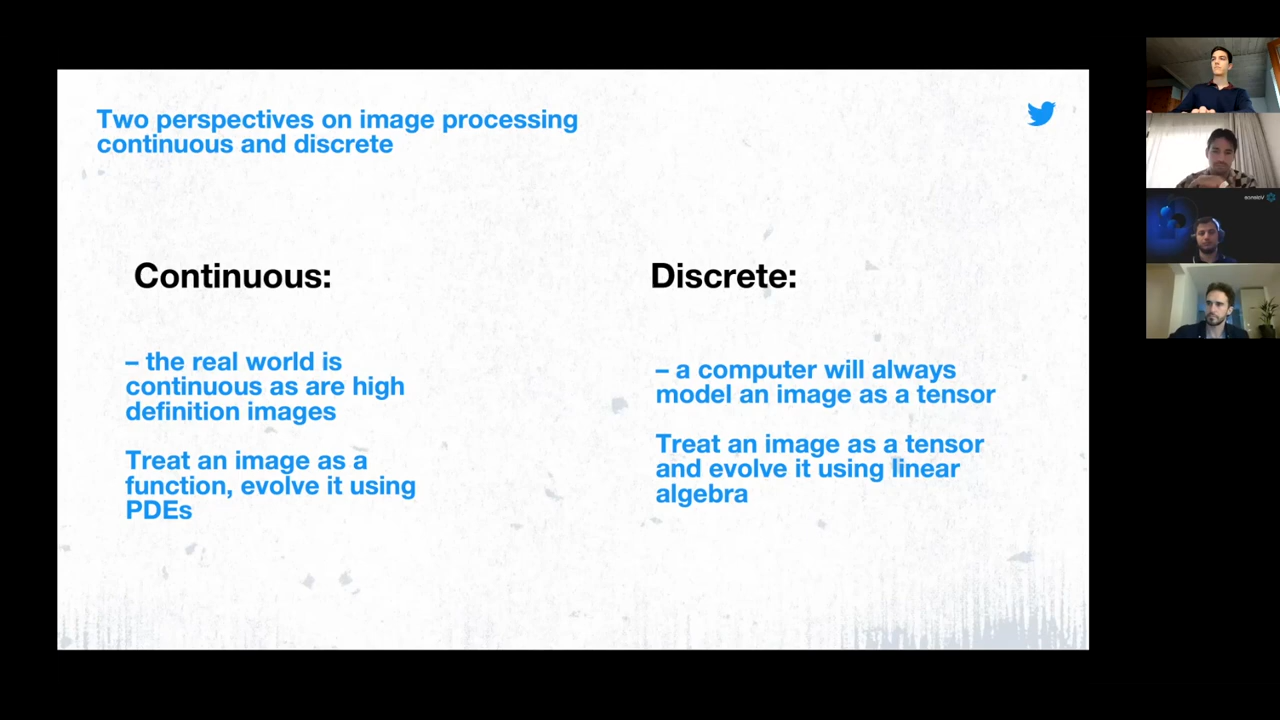 Two perspectives on image processing
continuous and discrete
Continuous:
– the real world is
continuous as are high
definition images
Treat an image as a
function, evolve it using
PDEs
Discrete:
– a computer will always
model an image as a tensor
Treat an image as a tensor
and evolve it using linear
algebra